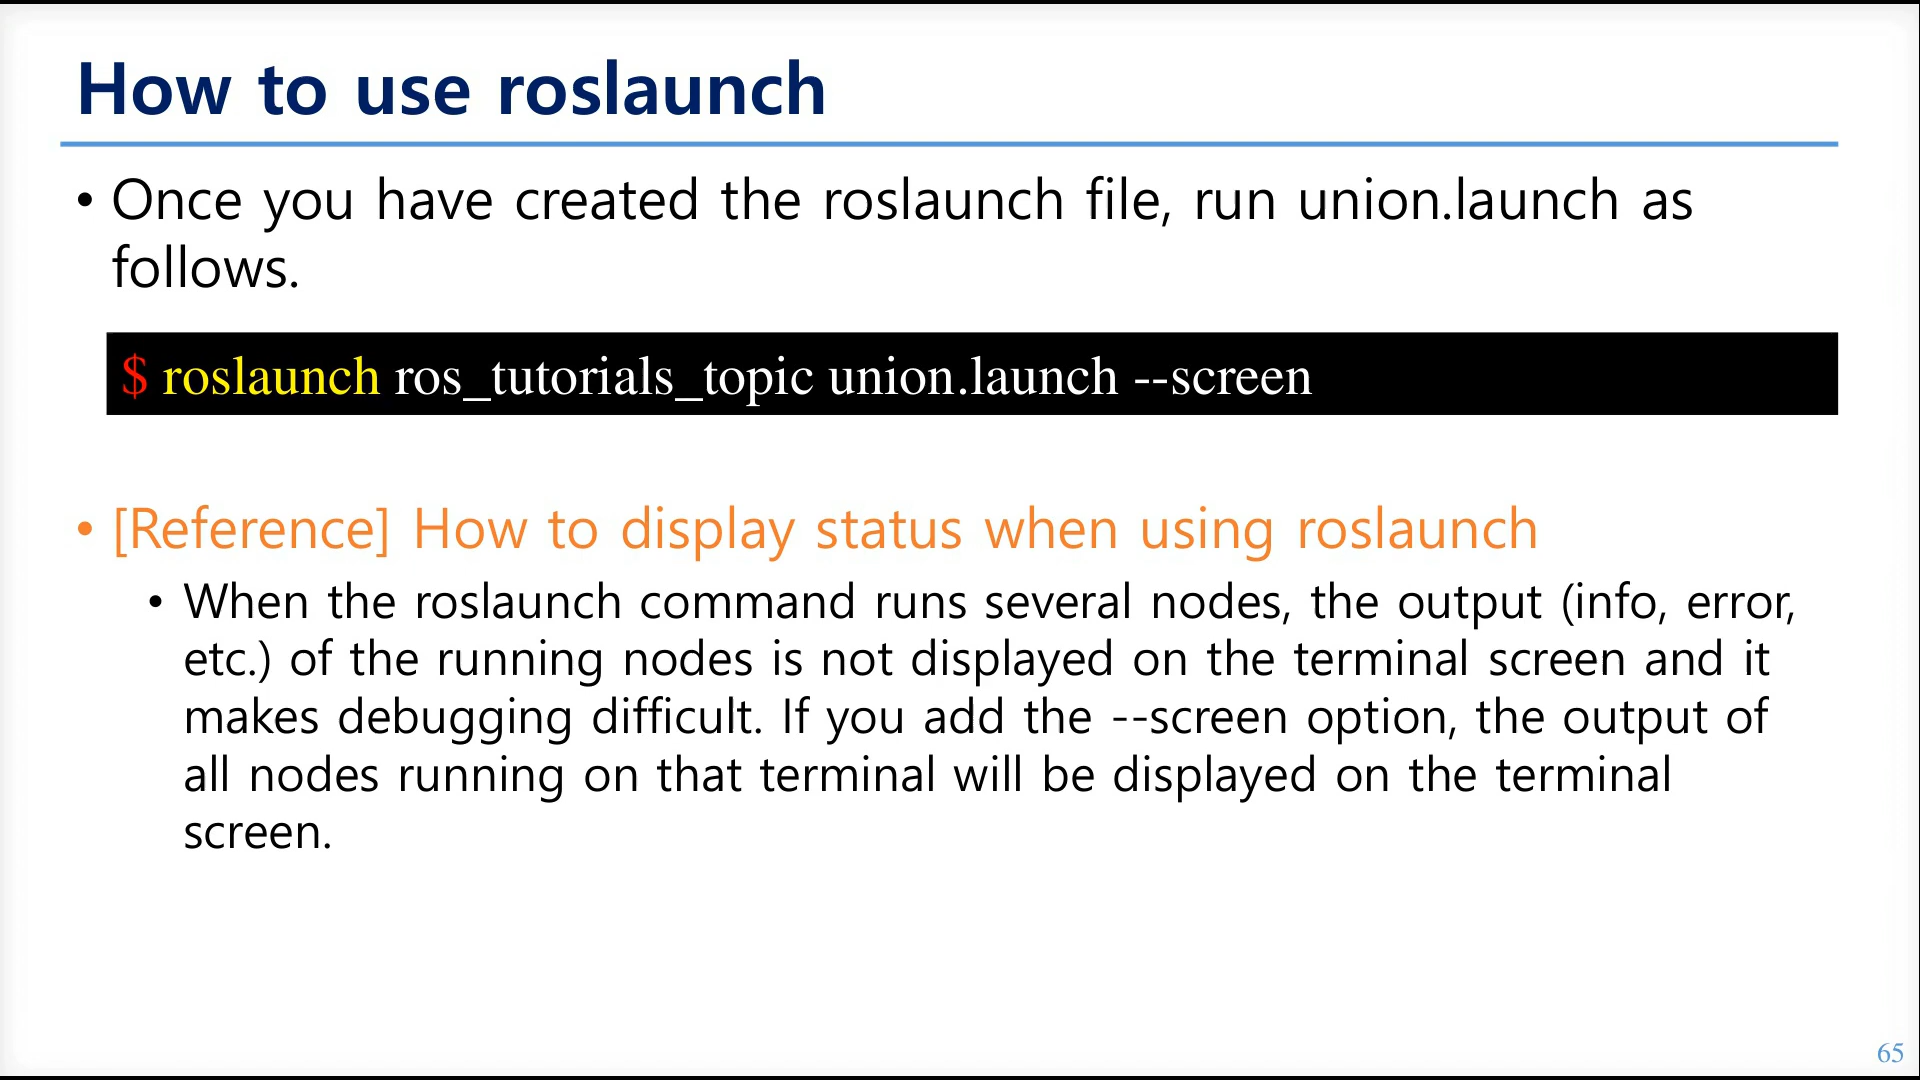 How to use roslaunch
• Once you have created the roslaunch file, run union.launch as
follows.
$ roslaunch ros_tutorials_topic union.launch --screen
• [Reference] How to display status when using roslaunch
• When the roslaunch command runs several nodes, the output (info, error,
etc.) of the running nodes is not displayed on the terminal screen and it
makes debugging difficult. If you add the --screen option, the output of
all nodes running on that terminal will be displayed on the terminal
screen.
65